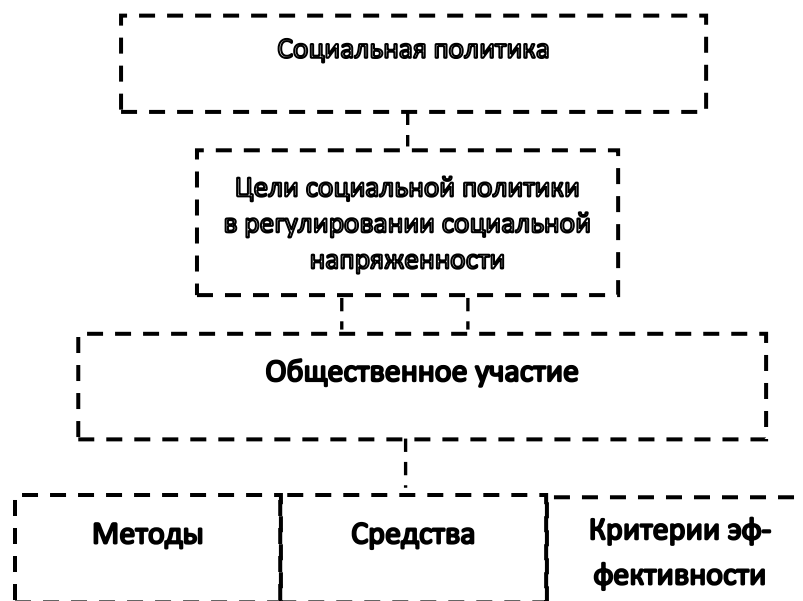 Социальная политика
Цели социальной политики
в регулировании социальной
напряженности
Общественное участие
Методы
Средства
Критерии эф-
фективности